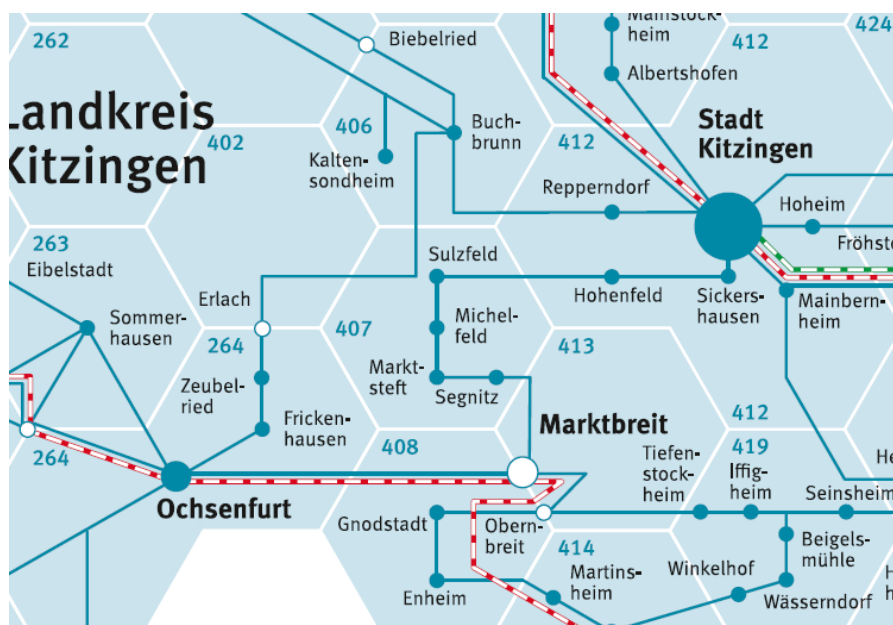 262
Biebelried
Mainstock-
heim
412
424
Albertshofen
Landkreis
Kitzingen
402
406
Kalten-
sondheim
Buch-
brunn
412
Stadt
Kitzingen
Repperndorf
Hoheim
Fröhste
263
Eibelstadt
Sulzfeld
Erlach
Hohenfeld
Sickers-
hausen
Mainbern-
heim
Sommer-
hausen
264
407
Michel-
feld
413
Zeubel-
ried
Markt-
steft
Segnitz
412
Fricken-
hausen
Marktbreit
408
264
Tiefen-
stock-
heim
419
Iffig-
heim
He
Seinsheim
Ochsenfurt
Gnodstadt
Obern-
breit
414
Beigels-
mühle
Enheim
Martins-
heim
Winkelhof
Wässerndorf
H
h